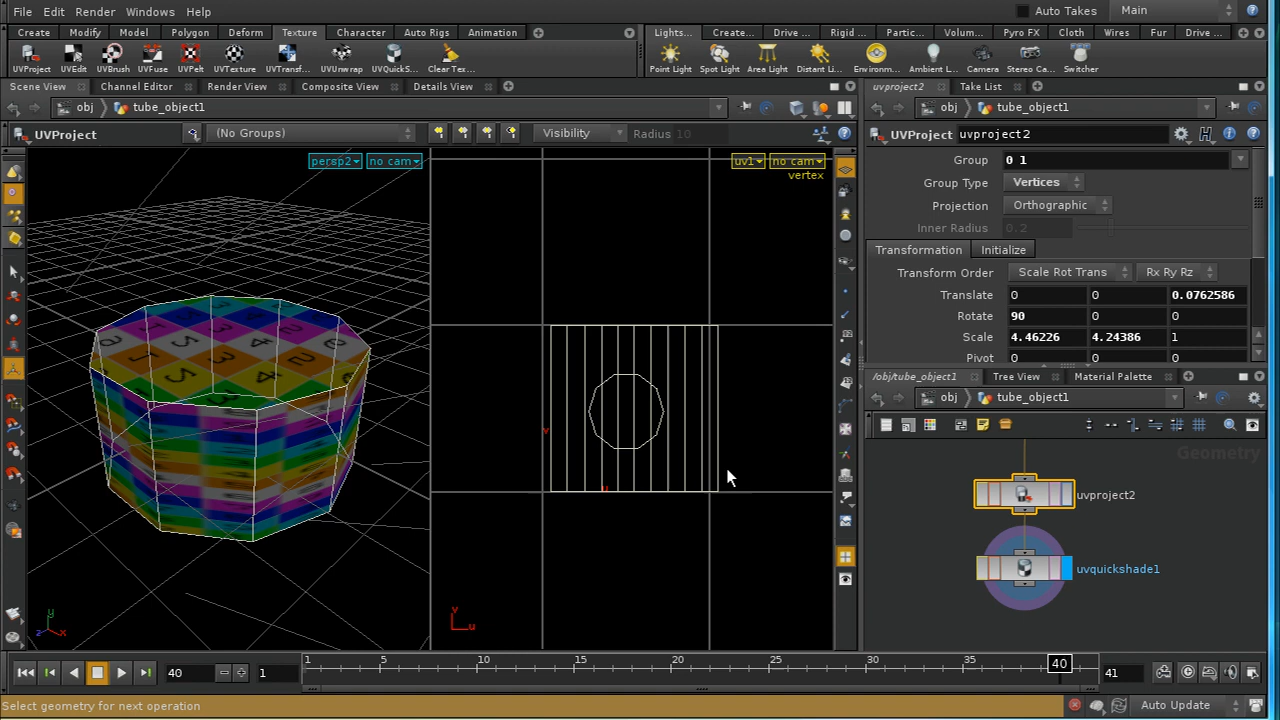 File Edit Render Windows Help Auto Takes Main
Create Modify Model Polygon Deform Texture Character Auto Rigs Animation Lights... Create... Drive ... Rigid ... Partic... Volum... Pyro FX Cloth Wires Fur Drive ...
UVProject UVEdit UVBrush UVFuse UVPelt UVTexture UVTransf... UVUnwrap UVQuickS... Clear Tex... Point Light Spot Light Area Light Distant Li... Environm... Ambient L... Camera Stereo Ca... Switcher
Scene View Channel Editor Render View Composite View Details View uvproject2 Take List
obj tube_object1 obj tube_object1
UVProject (No Groups) Visibility Radius 10 UVProject uvproject2
persp2 no cam uv1 no cam
vertex
Group 0 1
Group Type Vertices
Projection Orthographic
Inner Radius 0.2
Transformation Initialize
Transform Order Scale Rot Trans Rx Ry Rz
Translate 0 0 0.0762586
Rotate 90 0 0
Scale 4.46226 4.24386 1
Pivot 0 0 0
/obj/tube_object1 Tree View Material Palette
obj tube_object1
Geometry
uvproject2
uvquickshade1
v
u
y
z x
v
u
1 5 10 15 20 25 30 35 40
40 1 41
Select geometry for next operation Auto Update